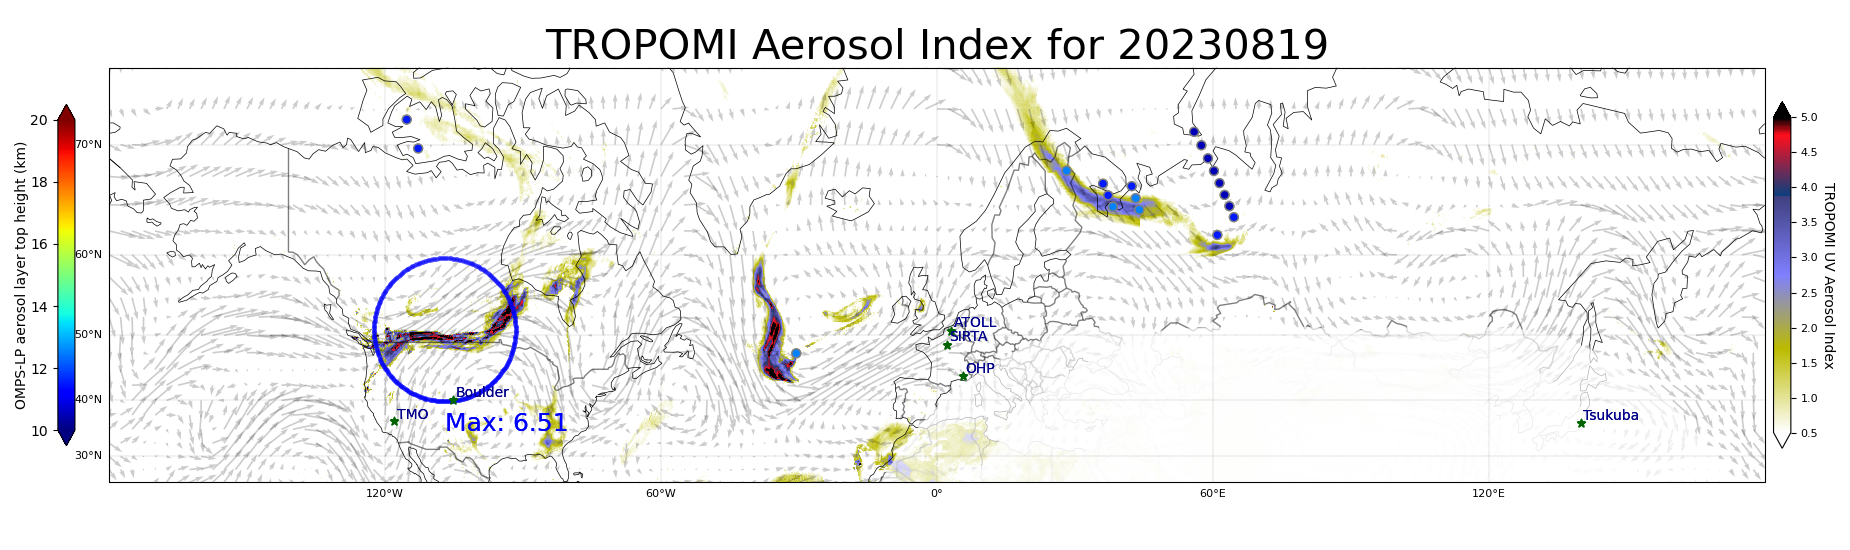 TROPOMI Aerosol Index for 20230819
OMPS-LP aerosol layer top height (km)
20
18
16
14
12
10
70°N
60°N
50°N
40°N
30°N
120°W
60°W
0°
60°E
120°E
ATOLL
SIRTA
OHP
Boulder
TMO
Max: 6.51
Tsukuba
5.0
4.5
4.0
3.5
3.0
2.5
2.0
1.5
1.0
0.5
TROPOMI UV Aerosol Index